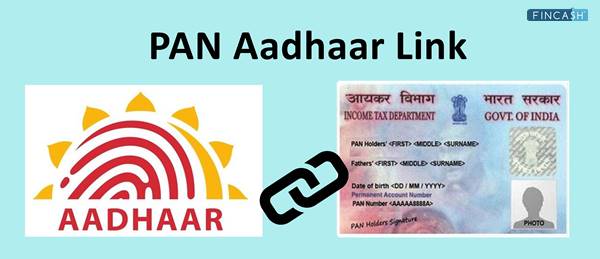 FINCA$H
PAN Aadhaar Link
AADHAAR
आयकर विभाग
INCOME TAX DEPARTMENT
भारत सरकार
GOVT. OF INDIA
PAN Holders' <FIRST> <MIDDLE> <SURNAME>
Fathers' <FIRST> <MIDDLE> <SURNAME>
Date of birth <DD / MM / YYYY>
Permanent Account Number
PAN Number <AAAAA8888A>
PAN Holders Signature
PHOTO